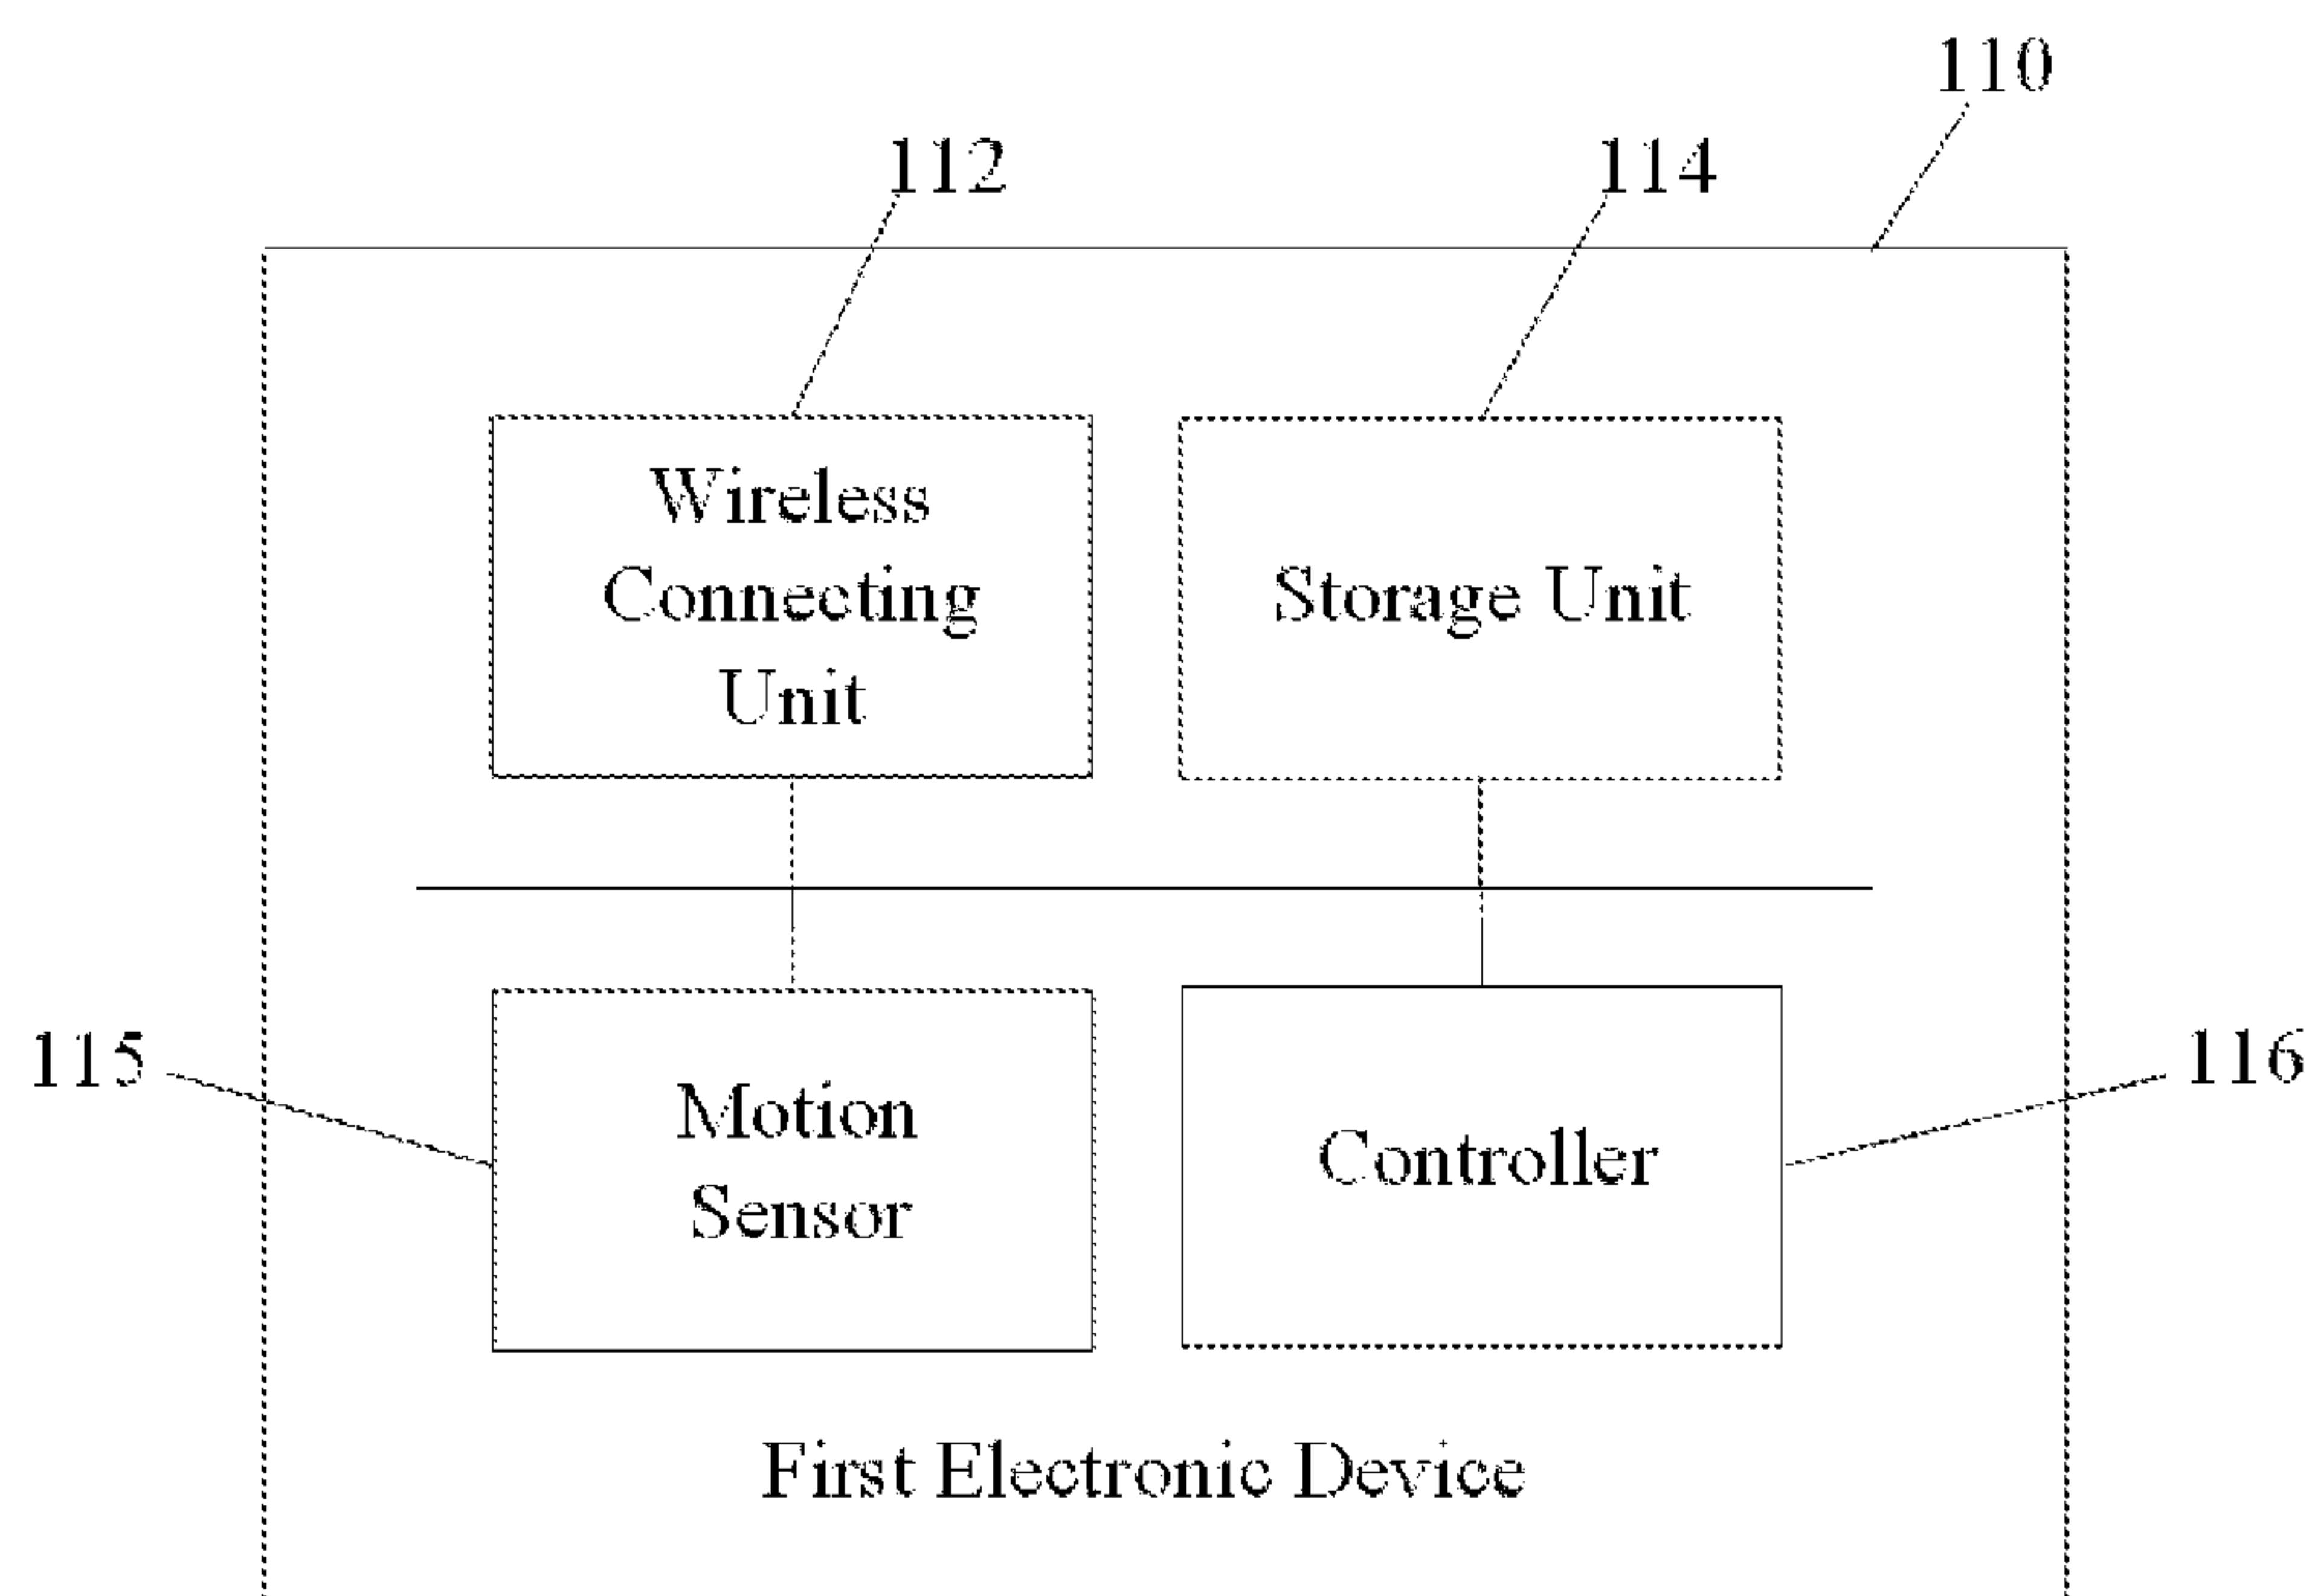 110
112
114
Wireless
Connecting
Unit
Storage Unit
115
Motion
Sensor
Controller
116
First Electronic Device